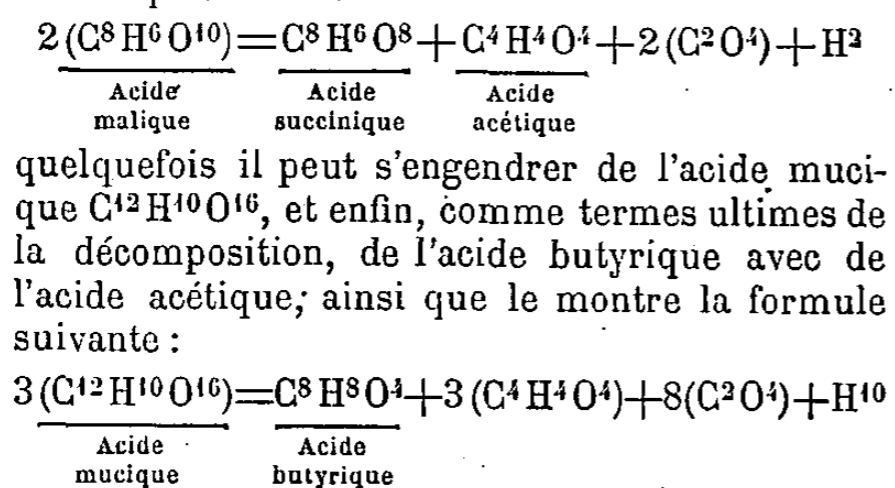 2(C⁸H⁶O¹⁰)=C⁸H⁶O⁸+C⁴H⁴O⁴+2(C²O⁴)+H²
Acide Acide Acide
malique succinique acétique
quelquefois il peut s'engendrer de l'acide muci-
que C¹²H¹⁰O¹⁶, et enfin, comme termes ultimes de
la décomposition, de l'acide butyrique avec de
l'acide acétique, ainsi que le montre la formule
suivante :
3(C¹²H¹⁰O¹⁶)=C⁸H⁸O⁴+3(C⁴H⁴O⁴)+8(C²O⁴)+H¹⁰
Acide Acide
mucique butyrique